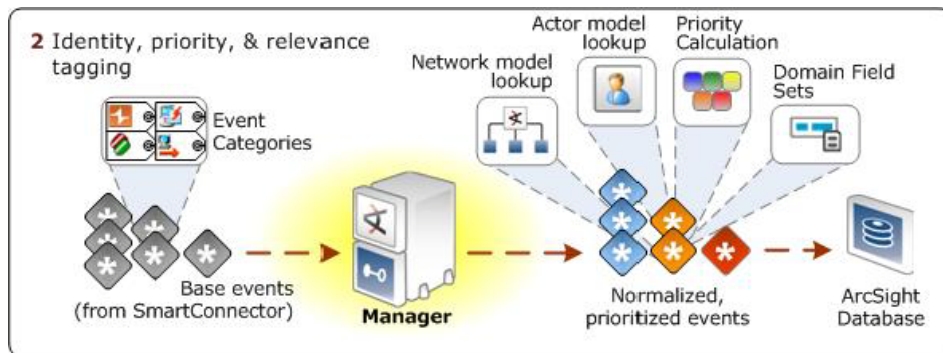 2 Identity, priority, & relevance
tagging
Event
Categories
Network model
lookup
Actor model
lookup
Priority
Calculation
Domain Field
Sets
Base events
(from SmartConnector)
Manager
Normalized,
prioritized events
ArcSight
Database